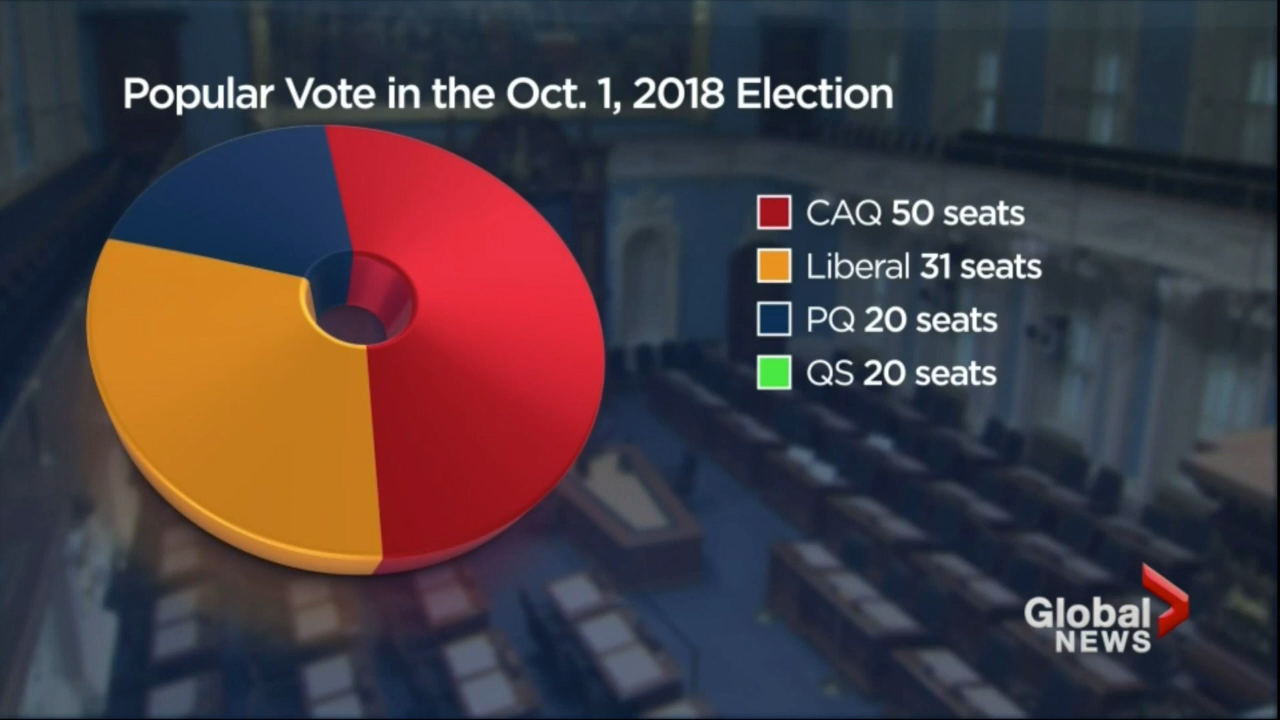 Popular Vote in the Oct. 1, 2018 Election
CAQ 50 seats
Liberal 31 seats
PQ 20 seats
QS 20 seats
Global
NEWS